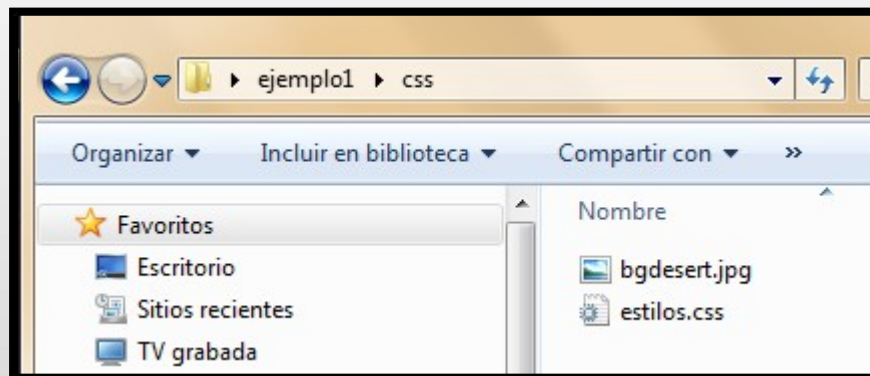 ejemplo1 css
Organizar Incluir en biblioteca Compartir con »
Favoritos
Escritorio
Sitios recientes
TV grabada
Nombre
bgdesert.jpg
estilos.css